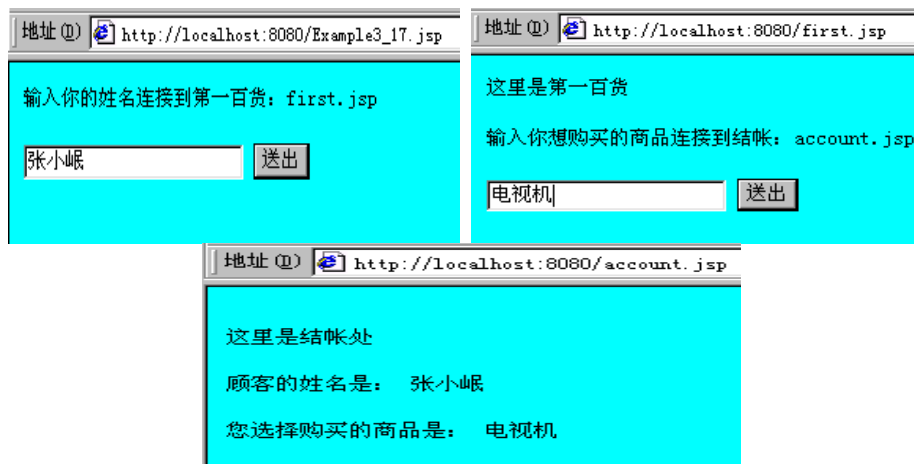 地址(D) http://localhost:8080/Example3_17.jsp
输入你的姓名连接到第一百货：first.jsp
张小岷
送出
地址(D) http://localhost:8080/first.jsp
这里是第一百货
输入你想购买的商品连接到结帐：account.jsp
电视机
送出
地址(D) http://localhost:8080/account.jsp
这里是结帐处
顾客的姓名是： 张小岷
您选择购买的商品是： 电视机